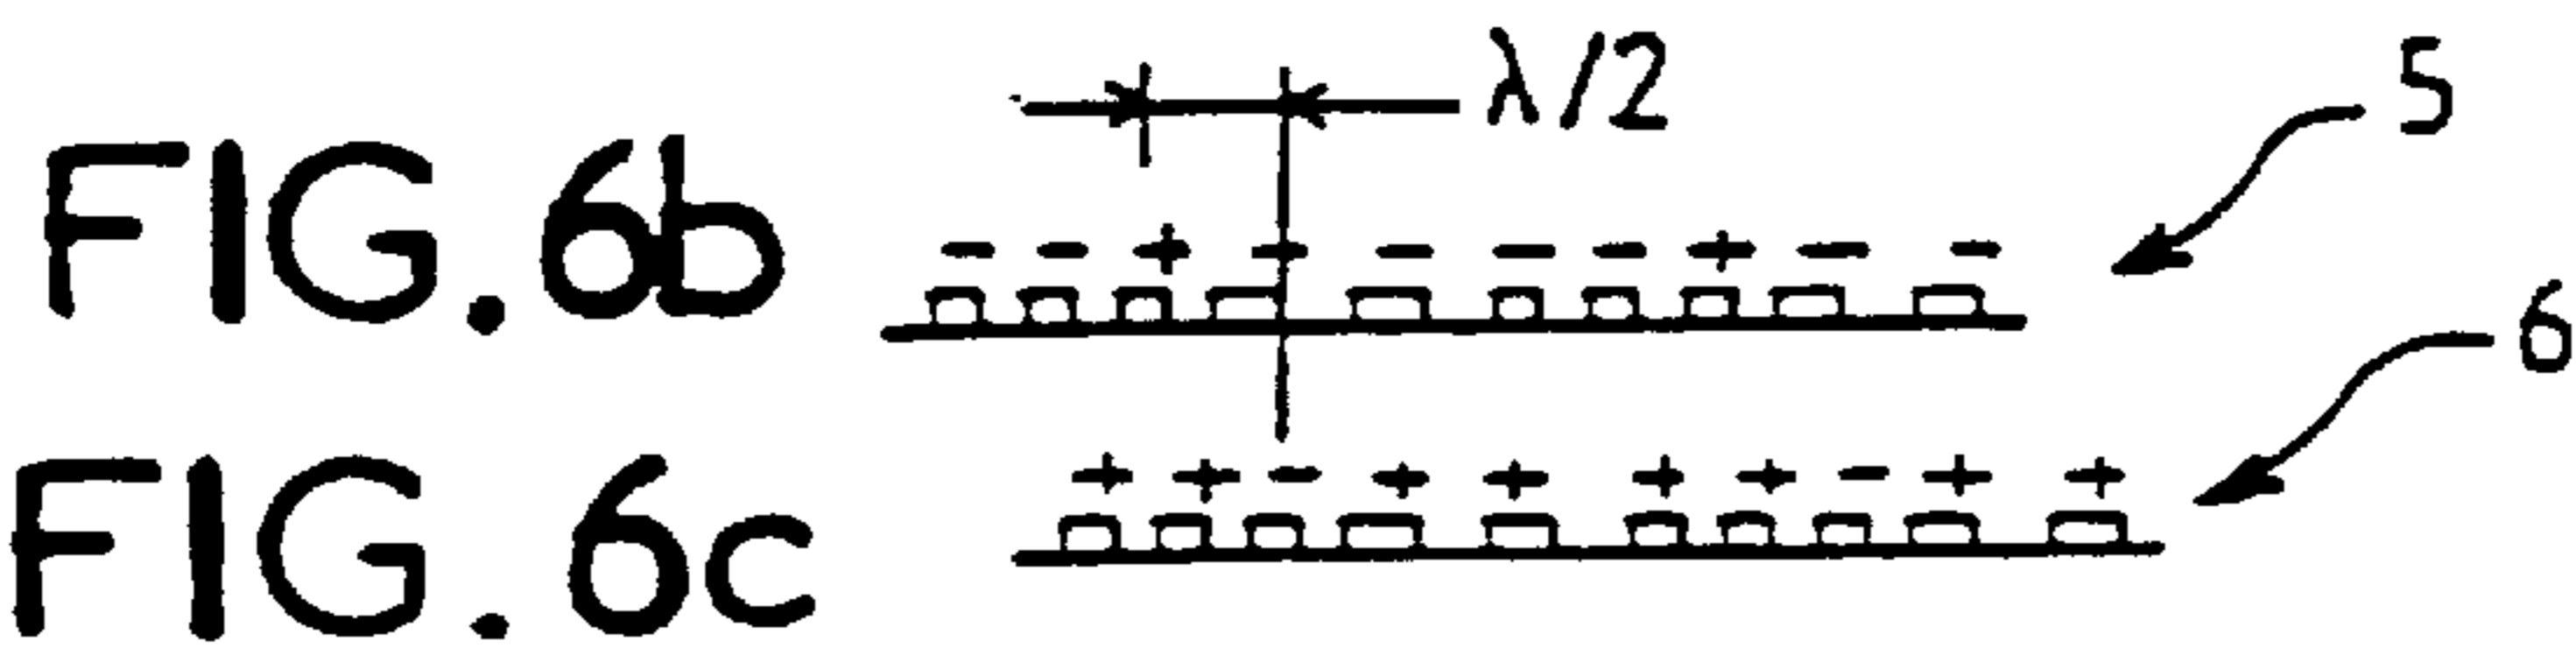 λ/2
5
FIG.6b
− − + − − − − + − −
6
FIG.6c
+ + − + + + + − + +